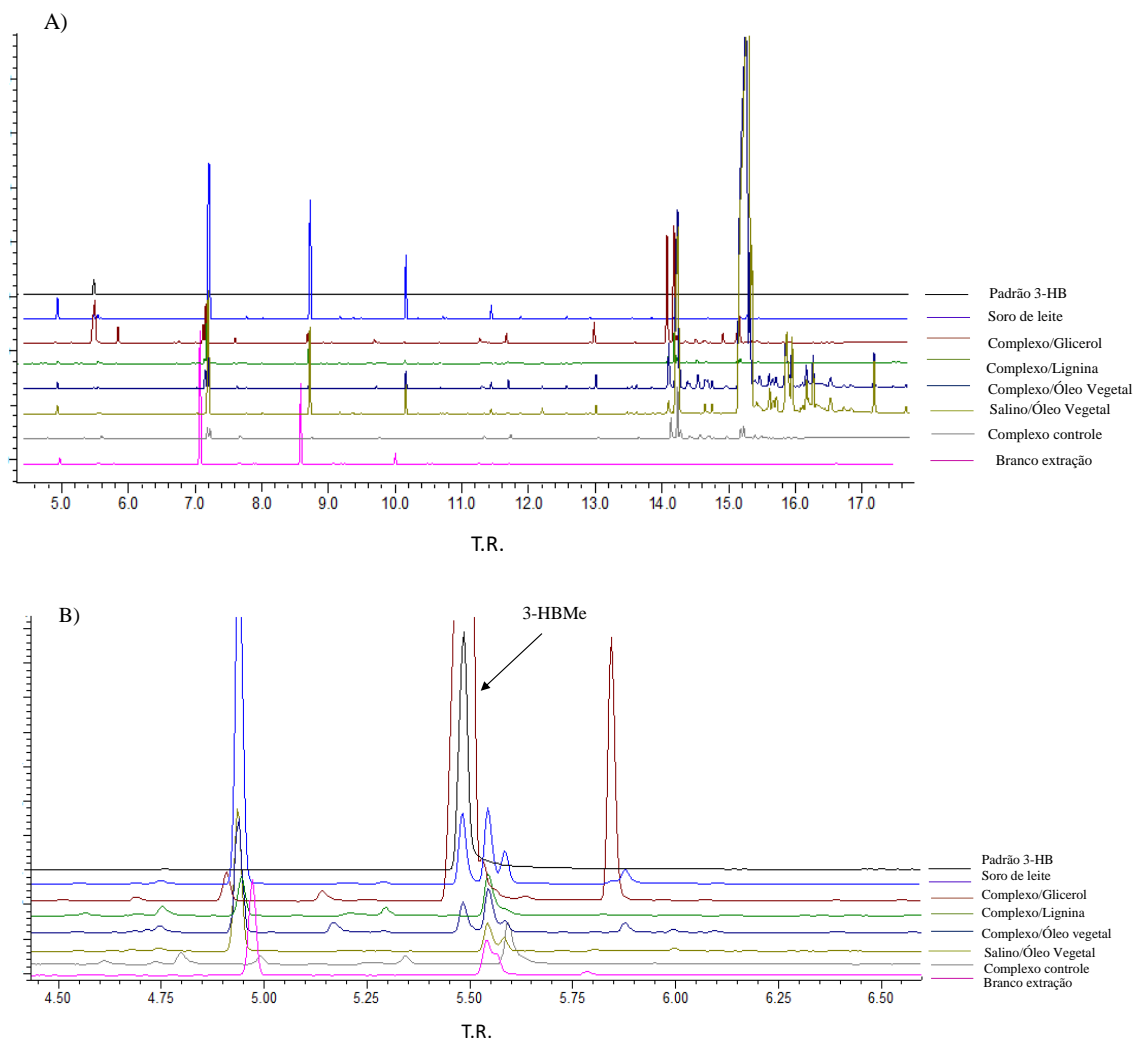 A)
Padrão 3-HB
Soro de leite
Complexo/Glicerol
Complexo/Lignina
Complexo/Óleo Vegetal
Salino/Óleo Vegetal
Complexo controle
Branco extração
5.0 6.0 7.0 8.0 9.0 10.0 11.0 12.0 13.0 14.0 15.0 16.0 17.0
T.R.
B)
3-HBMe
Padrão 3-HB
Soro de leite
Complexo/Glicerol
Complexo/Lignina
Complexo/Óleo vegetal
Salino/Óleo Vegetal
Complexo controle
Branco extração
4.50 4.75 5.00 5.25 5.50 5.75 6.00 6.25 6.50
T.R.